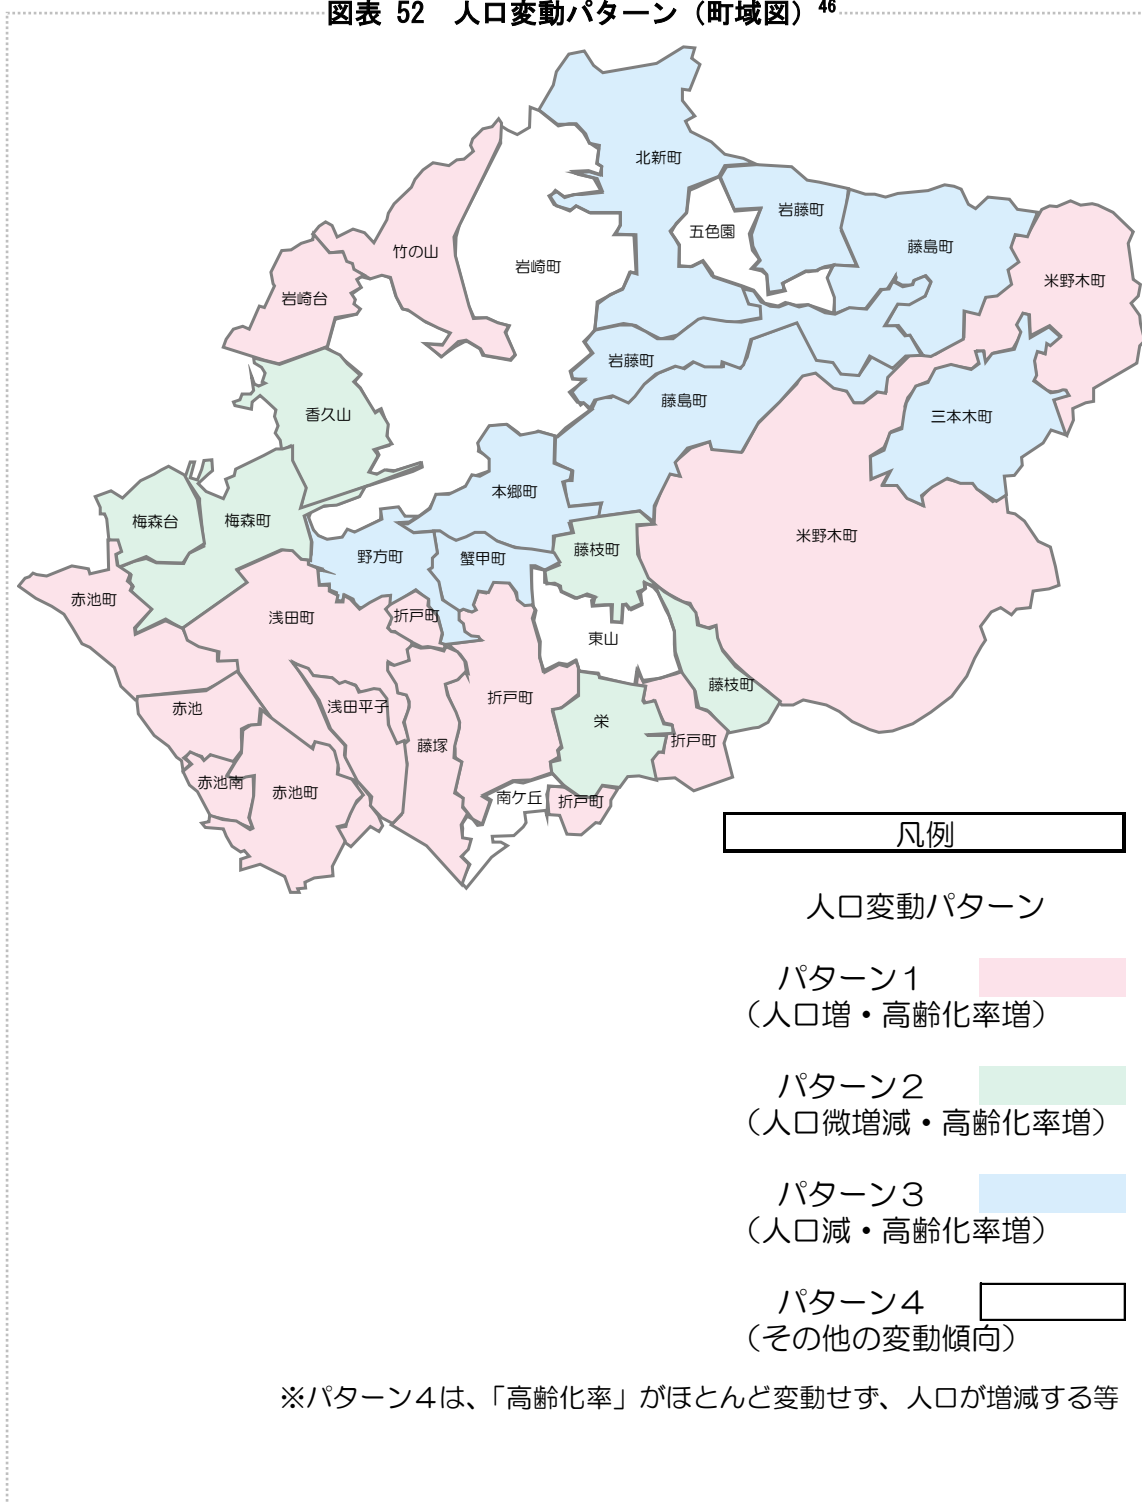 図表 52 人口変動パターン（町域図）46
北新町
岩藤町
五色園
竹の山
藤島町
岩崎町
米野木町
岩崎台
岩藤町
藤島町
香久山
三本木町
本郷町
梅森台
梅森町
米野木町
藤枝町
野方町
蟹甲町
赤池町
浅田町
折戸町
東山
藤枝町
折戸町
赤池
浅田平子
栄
折戸町
藤塚
赤池南
赤池町
南ケ丘
折戸町
凡例
人口変動パターン
パターン１
（人口増・高齢化率増）
パターン２
（人口微増減・高齢化率増）
パターン３
（人口減・高齢化率増）
パターン４
（その他の変動傾向）
※パターン４は、「高齢化率」がほとんど変動せず、人口が増減する等